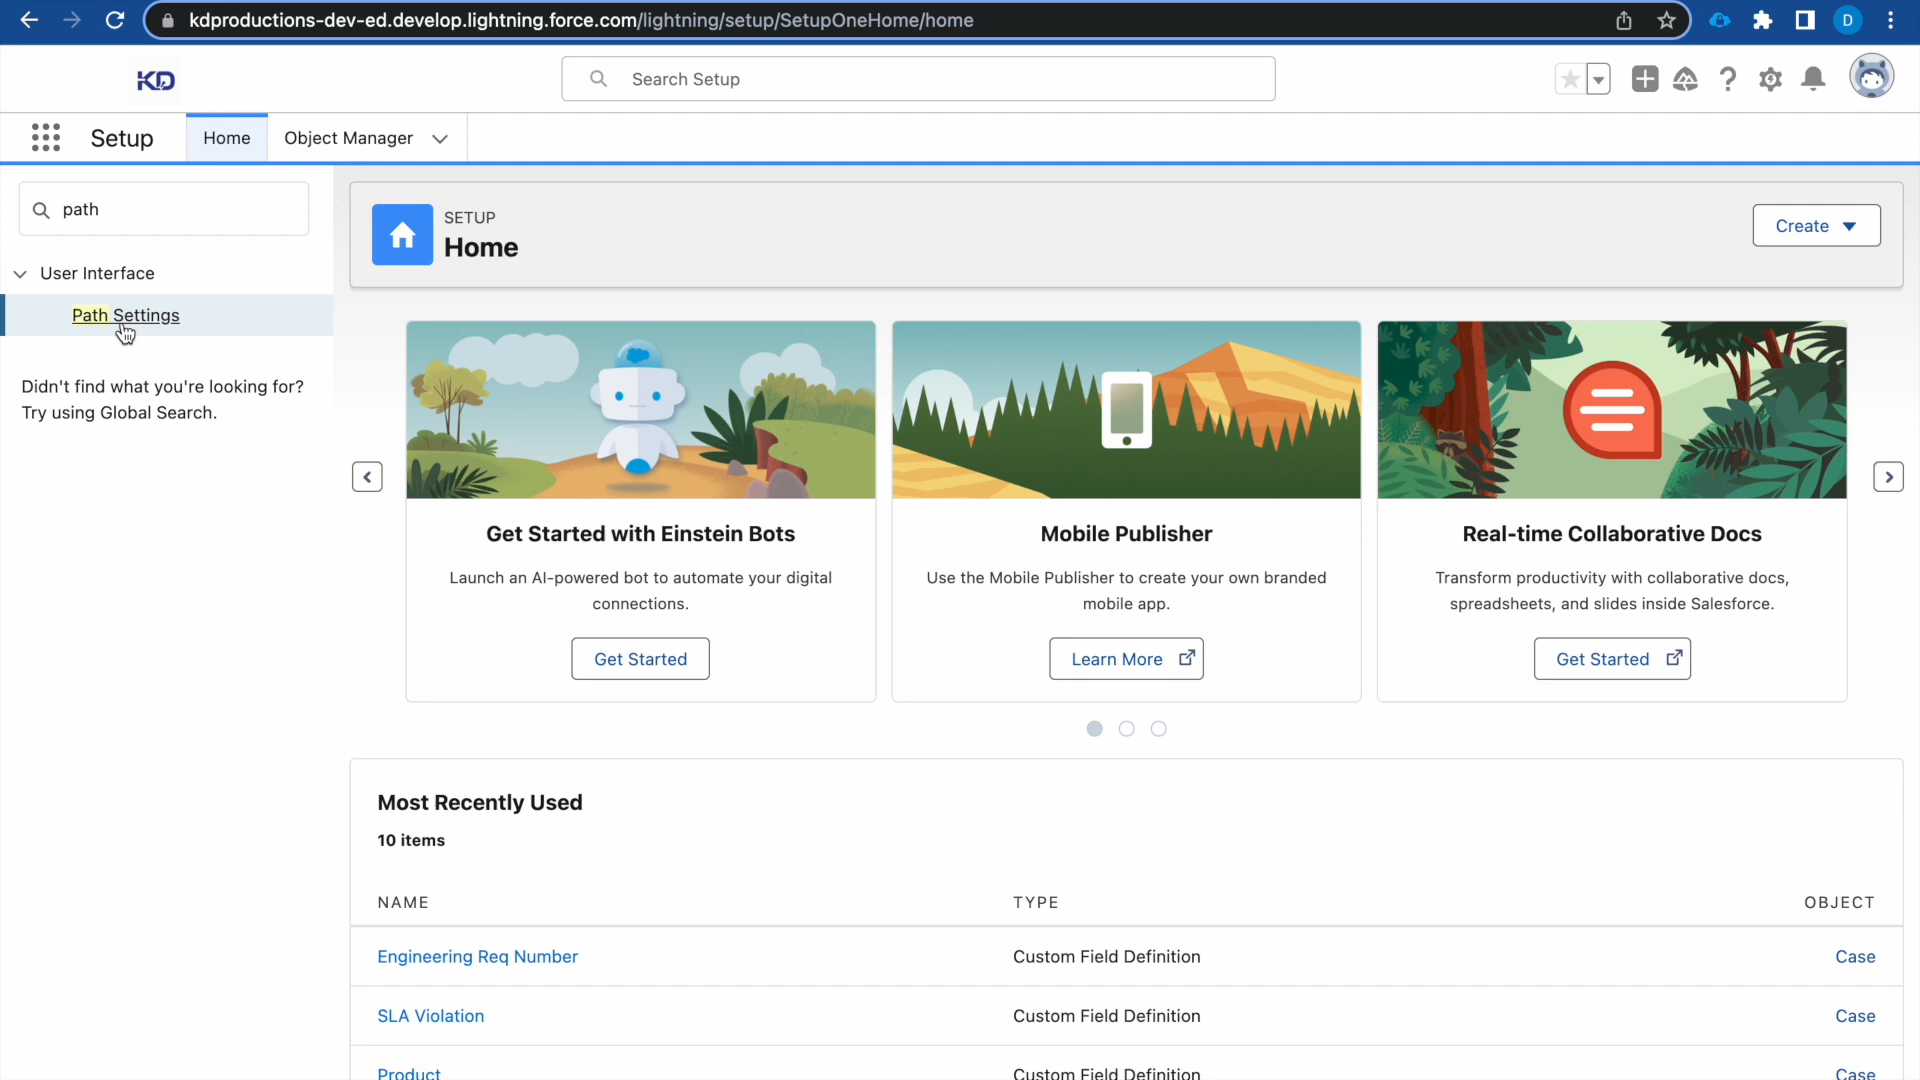 kdproductions-dev-ed.develop.lightning.force.com/lightning/setup/SetupOneHome/home
D
KD
Search Setup
Setup
Home
Object Manager
path
User Interface
Path Settings
Didn't find what you're looking for?
Try using Global Search.
SETUP
Home
Create
Get Started with Einstein Bots
Launch an AI-powered bot to automate your digital
connections.
Get Started
Mobile Publisher
Use the Mobile Publisher to create your own branded
mobile app.
Learn More
Real-time Collaborative Docs
Transform productivity with collaborative docs,
spreadsheets, and slides inside Salesforce.
Get Started
Most Recently Used
10 items
NAME TYPE OBJECT
Engineering Req Number Custom Field Definition Case
SLA Violation Custom Field Definition Case
Product Custom Field Definition Case